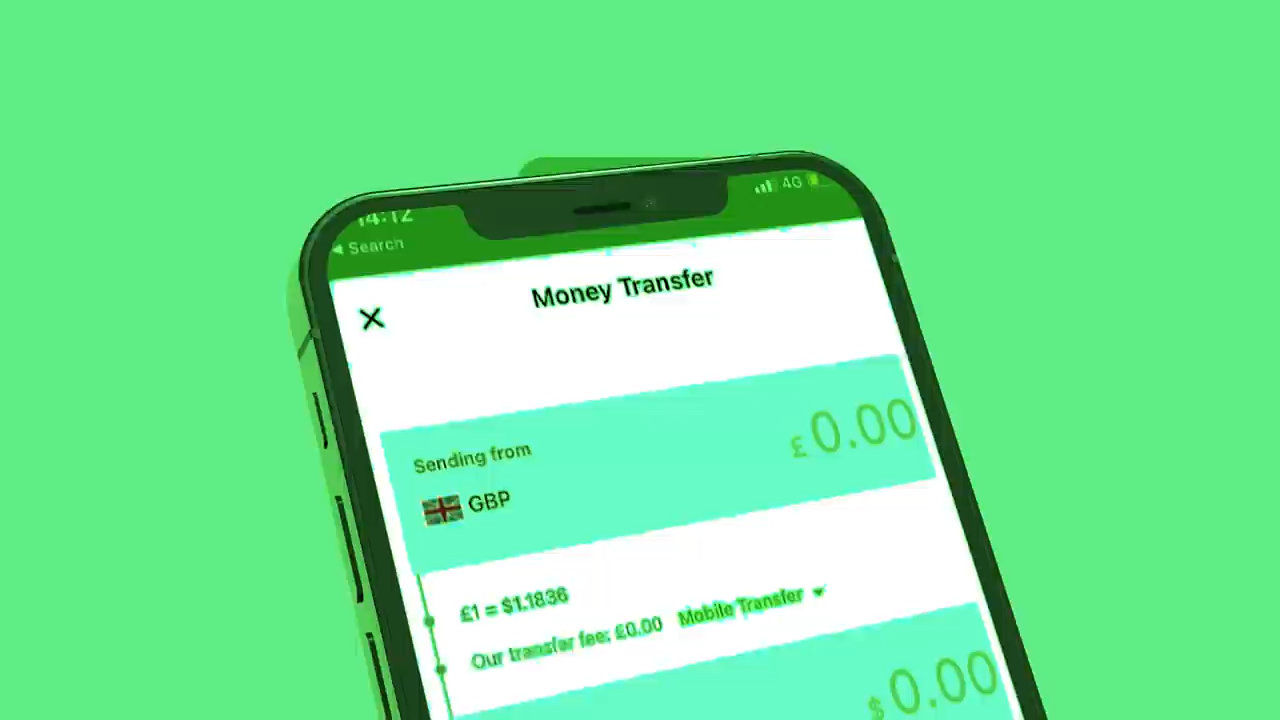 14:12
4G
◀ Search
Money Transfer
Sending from
£0.00
GBP
£1 = $1.1836
Our transfer fee: £0.00 Mobile Transfer
$0.00